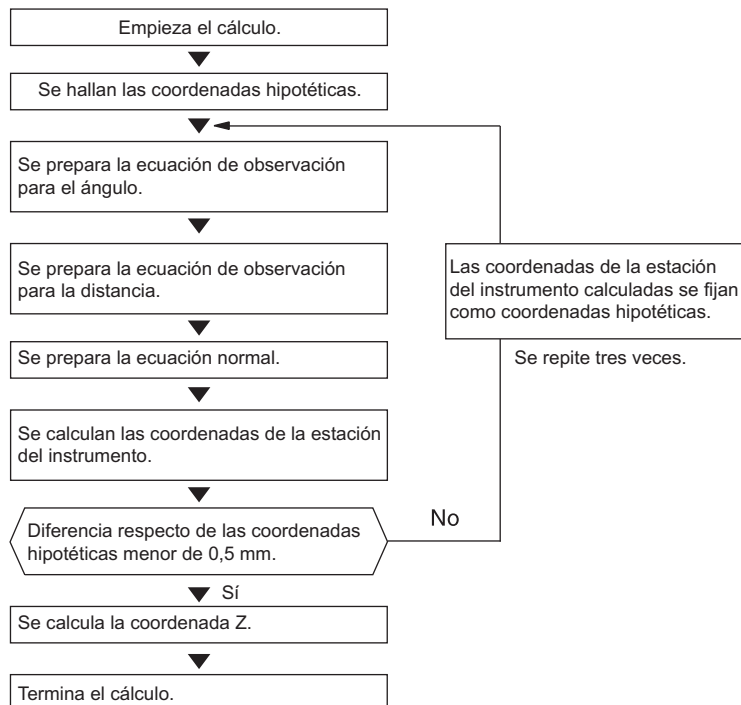 Empieza el cálculo.
Se hallan las coordenadas hipotéticas.
Se prepara la ecuación de observación
para el ángulo.
Se prepara la ecuación de observación
para la distancia.
Las coordenadas de la estación
del instrumento calculadas se fijan
como coordenadas hipotéticas.
Se repite tres veces.
Se prepara la ecuación normal.
Se calculan las coordenadas de la estación
del instrumento.
Diferencia respecto de las coordenadas
hipotéticas menor de 0,5 mm.
No
Sí
Se calcula la coordenada Z.
Termina el cálculo.